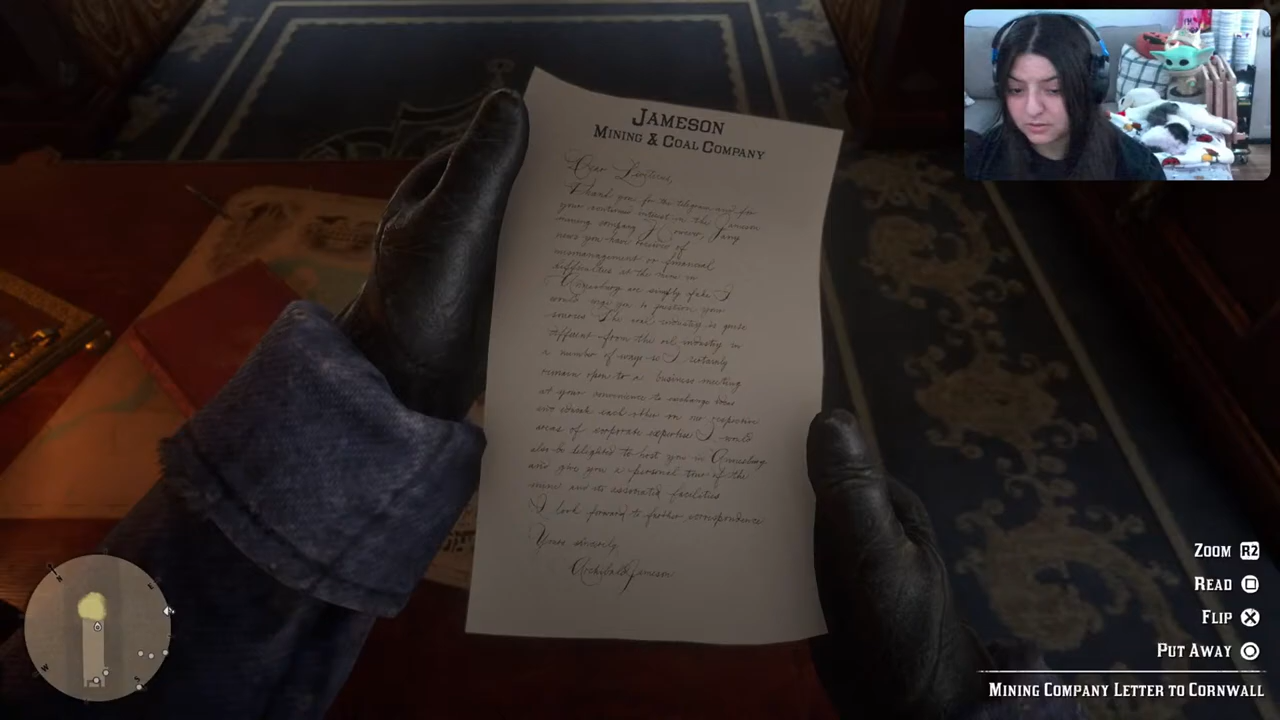 JAMESON
MINING & COAL COMPANY
Dear Leviticus,
Thank you for the telegram and for
your continued interest in the Jameson
mining company. However, any
news you have received of
mismanagement or financial
difficulties at the mine in
Annesburg are simply fake. I
would urge you to question your
sources. The coal industry is quite
different from the oil industry in
a number of ways so I certainly
remain open to a business meeting
at your convenience to exchange ideas
and educate each other on our respective
areas of corporate expertise. I would
also be delighted to host you in Annesburg
and give you a personal tour of the
mine and its associated facilities.
I look forward to further correspondence
Yours sincerely,
Archibald Jameson
ZOOM R2
READ
FLIP
PUT AWAY
MINING COMPANY LETTER TO CORNWALL